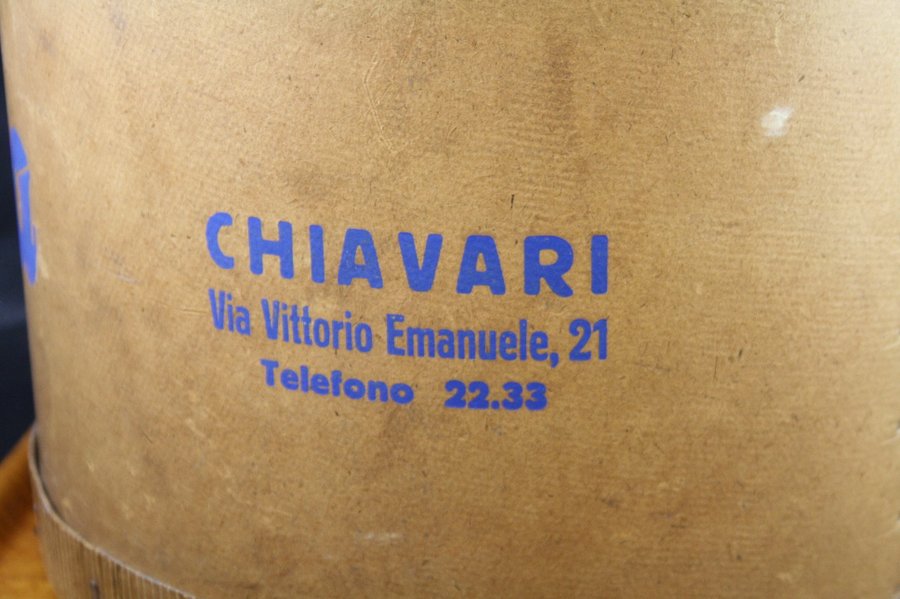 CHIAVARI
Via Vittorio Emanuele, 21
Telefono 22.33